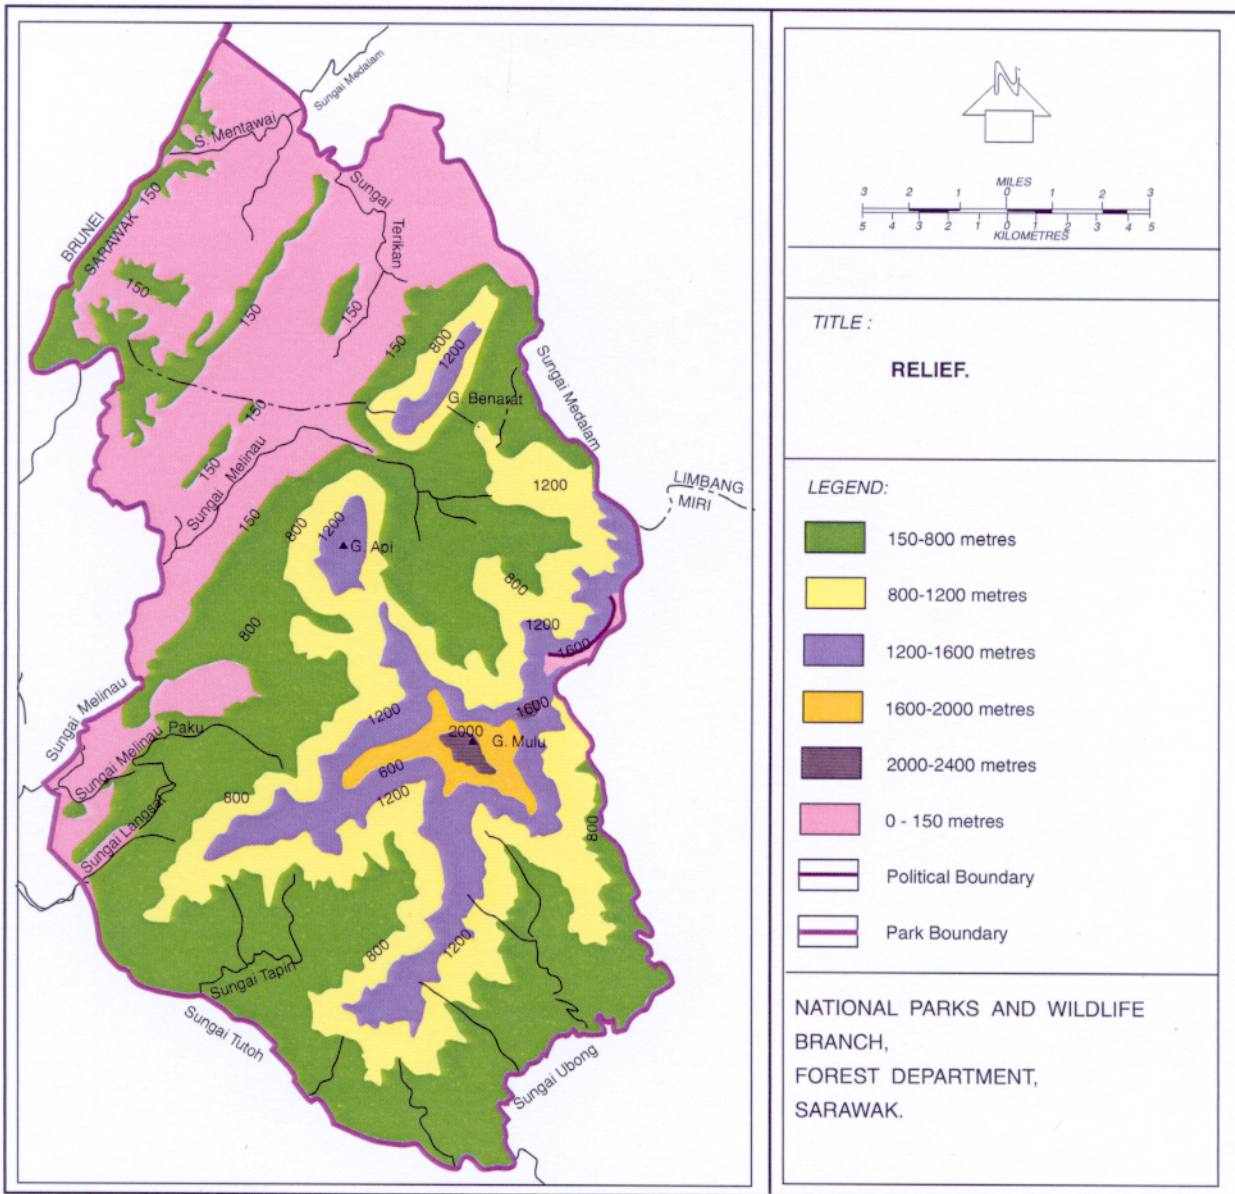 Sungai Medalam
S. Mentawai
Sungai
Terikan
BRUNEI
SARAWAK
150
150
150
150
150
800
1200
G. Benarat
Sungai Medalam
150
150
Sungai Melinau
150
1200
LIMBANG
MIRI
800
1200
G. Api
800
800
1200
1600
Sungai Melinau
Sungai Melinau Paku
1200
1600
2000
G. Mulu
600
800
1200
800
Sungai Langsat
800
1200
Sungai Tapin
Sungai Tutoh
Sungai Ubong
N
MILES
3 2 1 0 1 2 3
5 4 3 2 1 0 1 2 3 4 5
KILOMETRES
TITLE :
RELIEF.
LEGEND:
150-800 metres
800-1200 metres
1200-1600 metres
1600-2000 metres
2000-2400 metres
0 - 150 metres
Political Boundary
Park Boundary
NATIONAL PARKS AND WILDLIFE
BRANCH,
FOREST DEPARTMENT,
SARAWAK.